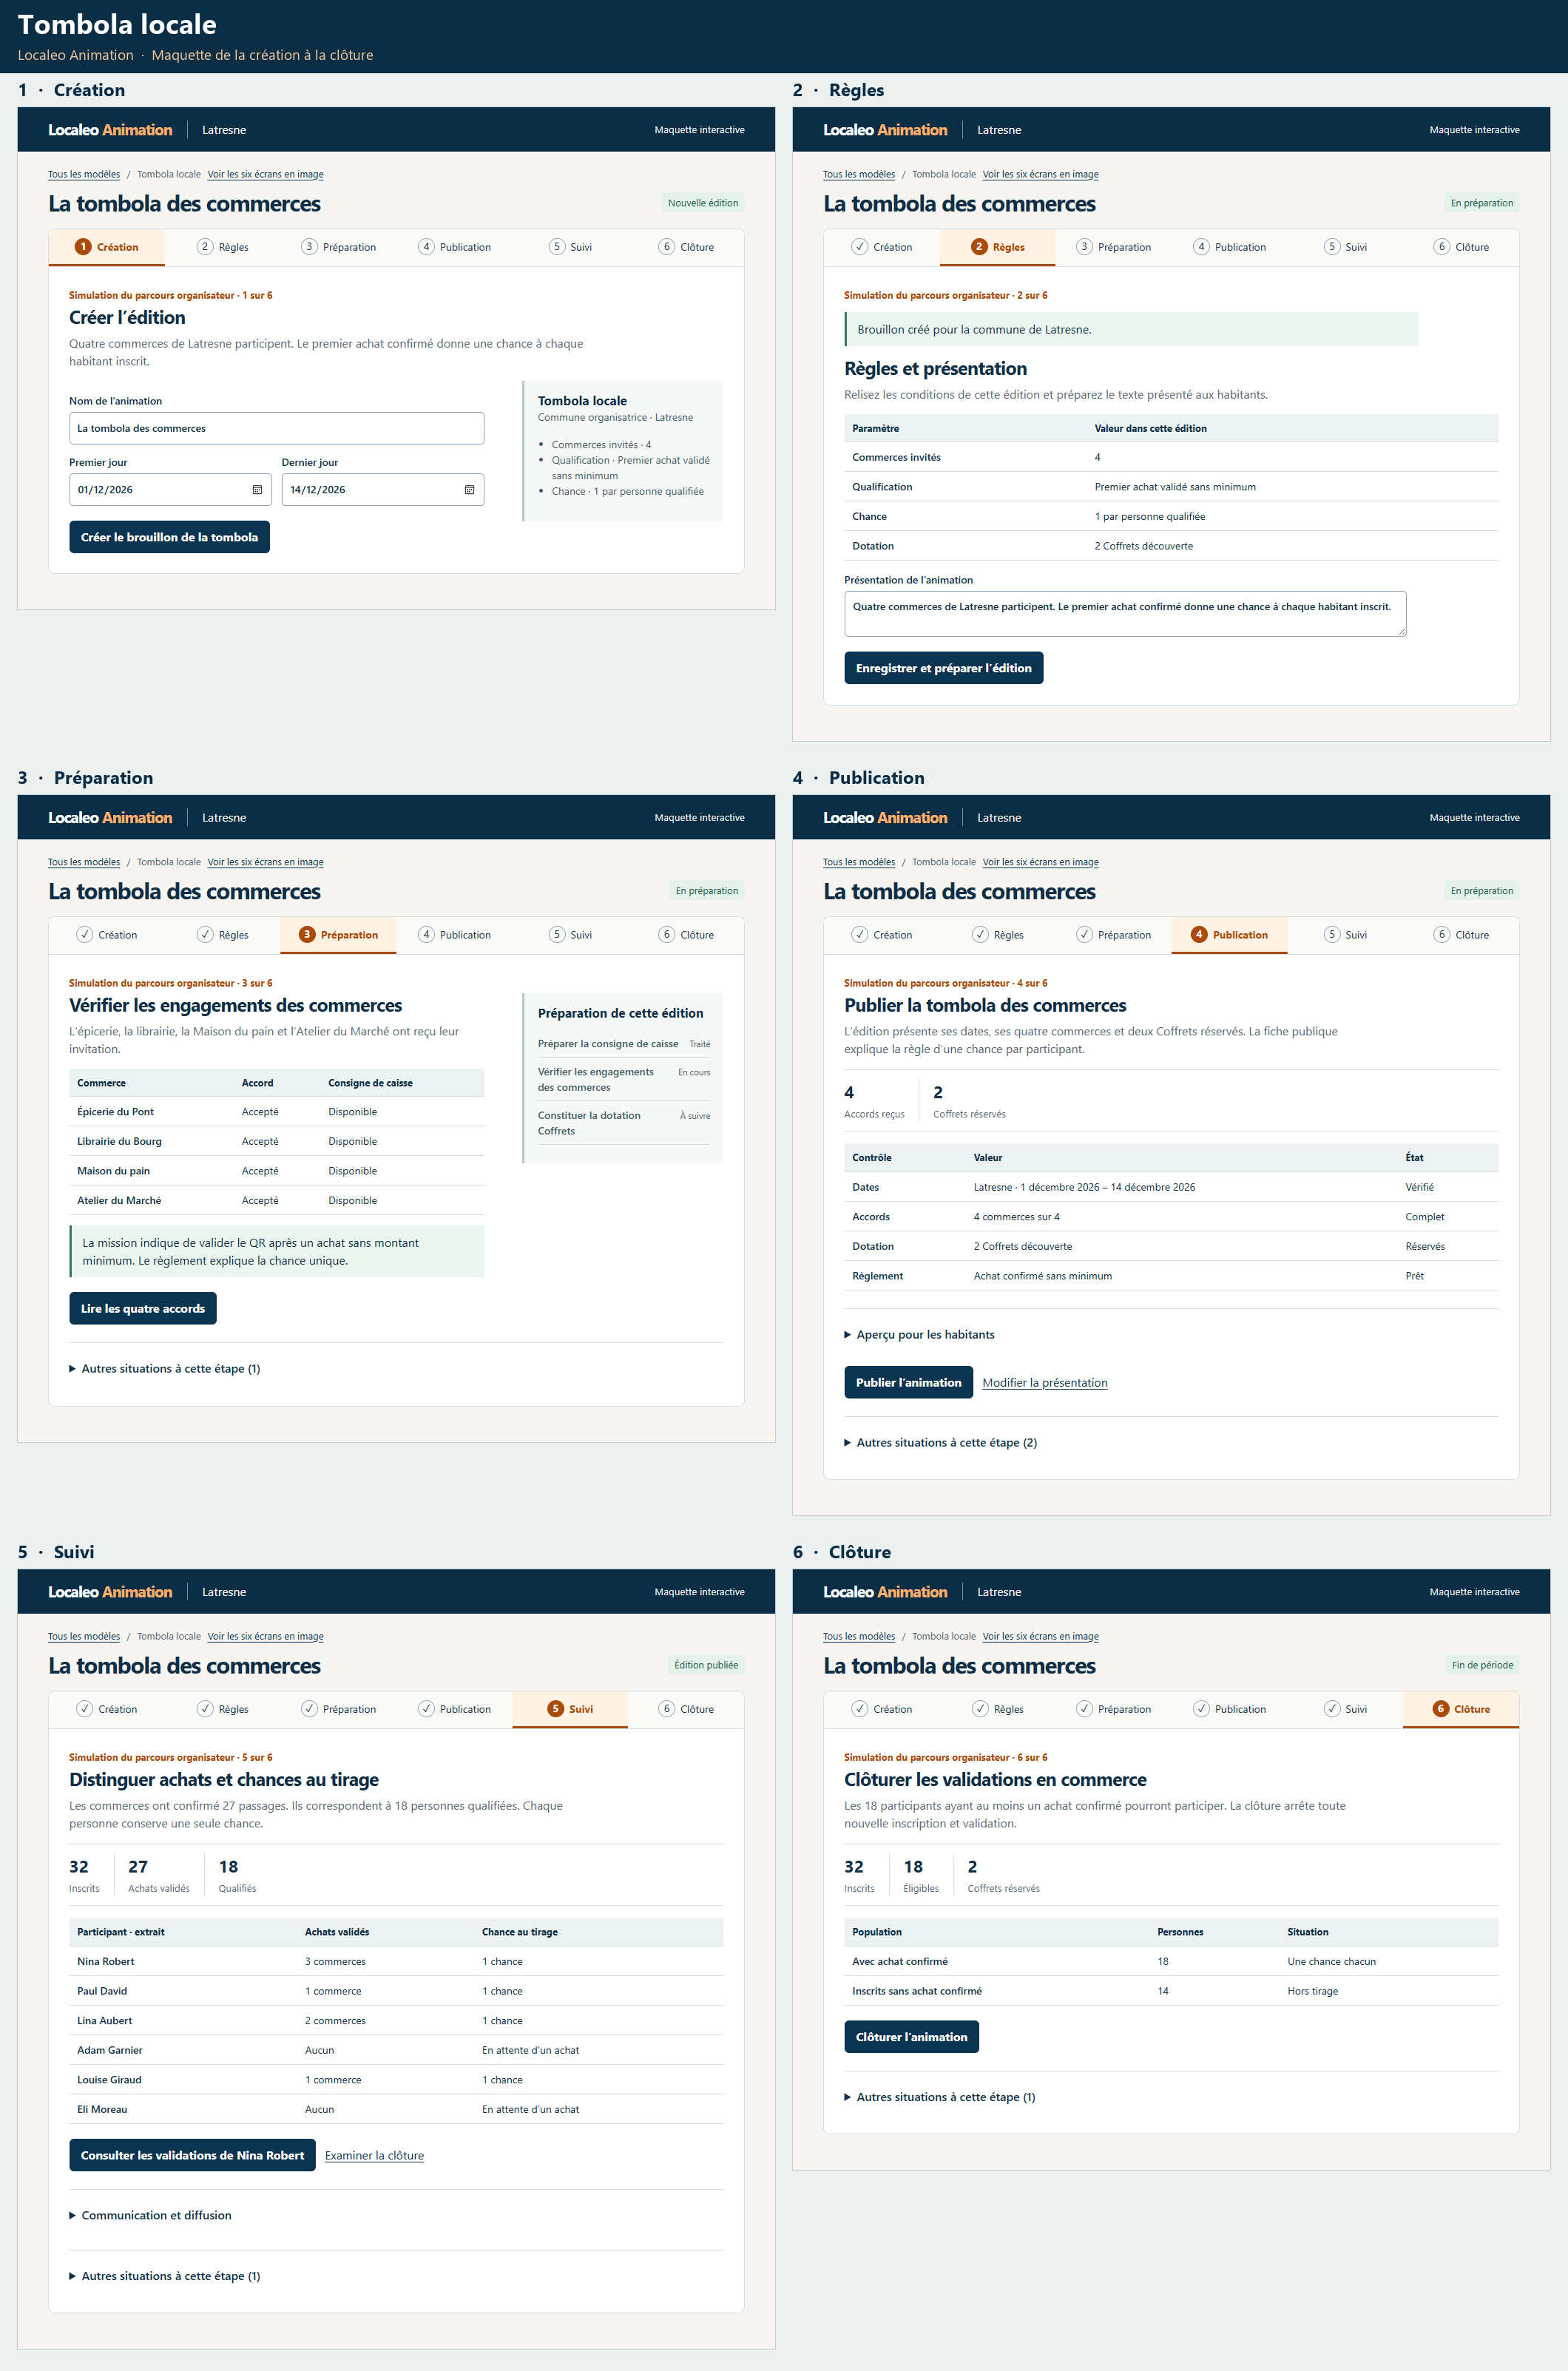 Tombola locale
Localeo Animation · Maquette de la création à la clôture
1 · Création
Localeo Animation Latresne Maquette interactive
Tous les modèles / Tombola locale Voir les six écrans en image
La tombola des commerces Nouvelle édition
1 Création 2 Règles 3 Préparation 4 Publication 5 Suivi 6 Clôture
Simulation du parcours organisateur · 1 sur 6
Créer l’édition
Quatre commerces de Latresne participent. Le premier achat confirmé donne une chance à chaque
habitant inscrit.
Nom de l’animation
La tombola des commerces
Premier jour Dernier jour
01/12/2026 14/12/2026
Créer le brouillon de la tombola
Tombola locale
Commune organisatrice · Latresne
• Commerces invités · 4
• Qualification · Premier achat validé
sans minimum
• Chance · 1 par personne qualifiée
2 · Règles
Localeo Animation Latresne Maquette interactive
Tous les modèles / Tombola locale Voir les six écrans en image
La tombola des commerces En préparation
✓ Création 2 Règles 3 Préparation 4 Publication 5 Suivi 6 Clôture
Simulation du parcours organisateur · 2 sur 6
Brouillon créé pour la commune de Latresne.
Règles et présentation
Relisez les conditions de cette édition et préparez le texte présenté aux habitants.
Paramètre Valeur dans cette édition
Commerces invités 4
Qualification Premier achat validé sans minimum
Chance 1 par personne qualifiée
Dotation 2 Coffrets découverte
Présentation de l’animation
Quatre commerces de Latresne participent. Le premier achat confirmé donne une chance à chaque habitant inscrit.
Enregistrer et préparer l’édition
3 · Préparation
Localeo Animation Latresne Maquette interactive
Tous les modèles / Tombola locale Voir les six écrans en image
La tombola des commerces En préparation
✓ Création ✓ Règles 3 Préparation 4 Publication 5 Suivi 6 Clôture
Simulation du parcours organisateur · 3 sur 6
Vérifier les engagements des commerces
L’épicerie, la librairie, la Maison du pain et l’Atelier du Marché ont reçu leur
invitation.
Commerce Accord Consigne de caisse
Épicerie du Pont Accepté Disponible
Librairie du Bourg Accepté Disponible
Maison du pain Accepté Disponible
Atelier du Marché Accepté Disponible
La mission indique de valider le QR après un achat sans montant
minimum. Le règlement explique la chance unique.
Lire les quatre accords
▶ Autres situations à cette étape (1)
Préparation de cette édition
Préparer la consigne de caisse Traité
Vérifier les engagements En cours
des commerces
Constituer la dotation À suivre
Coffrets
4 · Publication
Localeo Animation Latresne Maquette interactive
Tous les modèles / Tombola locale Voir les six écrans en image
La tombola des commerces En préparation
✓ Création ✓ Règles ✓ Préparation 4 Publication 5 Suivi 6 Clôture
Simulation du parcours organisateur · 4 sur 6
Publier la tombola des commerces
L’édition présente ses dates, ses quatre commerces et deux Coffrets réservés. La fiche publique
explique la règle d’une chance par participant.
4 2
Accords reçus Coffrets réservés
Contrôle Valeur État
Dates Latresne · 1 décembre 2026 – 14 décembre 2026 Vérifié
Accords 4 commerces sur 4 Complet
Dotation 2 Coffrets découverte Réservés
Règlement Achat confirmé sans minimum Prêt
▶ Aperçu pour les habitants
Publier l’animation Modifier la présentation
▶ Autres situations à cette étape (2)
5 · Suivi
Localeo Animation Latresne Maquette interactive
Tous les modèles / Tombola locale Voir les six écrans en image
La tombola des commerces Édition publiée
✓ Création ✓ Règles ✓ Préparation ✓ Publication 5 Suivi 6 Clôture
Simulation du parcours organisateur · 5 sur 6
Distinguer achats et chances au tirage
Les commerces ont confirmé 27 passages. Ils correspondent à 18 personnes qualifiées. Chaque
personne conserve une seule chance.
32 27 18
Inscrits Achats validés Qualifiés
Participant · extrait Achats validés Chance au tirage
Nina Robert 3 commerces 1 chance
Paul David 1 commerce 1 chance
Lina Aubert 2 commerces 1 chance
Adam Garnier Aucun En attente d’un achat
Louise Giraud 1 commerce 1 chance
Eli Moreau Aucun En attente d’un achat
Consulter les validations de Nina Robert Examiner la clôture
▶ Communication et diffusion
▶ Autres situations à cette étape (1)
6 · Clôture
Localeo Animation Latresne Maquette interactive
Tous les modèles / Tombola locale Voir les six écrans en image
La tombola des commerces Fin de période
✓ Création ✓ Règles ✓ Préparation ✓ Publication ✓ Suivi 6 Clôture
Simulation du parcours organisateur · 6 sur 6
Clôturer les validations en commerce
Les 18 participants ayant au moins un achat confirmé pourront participer. La clôture arrête toute
nouvelle inscription et validation.
32 18 2
Inscrits Éligibles Coffrets réservés
Population Personnes Situation
Avec achat confirmé 18 Une chance chacun
Inscrits sans achat confirmé 14 Hors tirage
Clôturer l’animation
▶ Autres situations à cette étape (1)